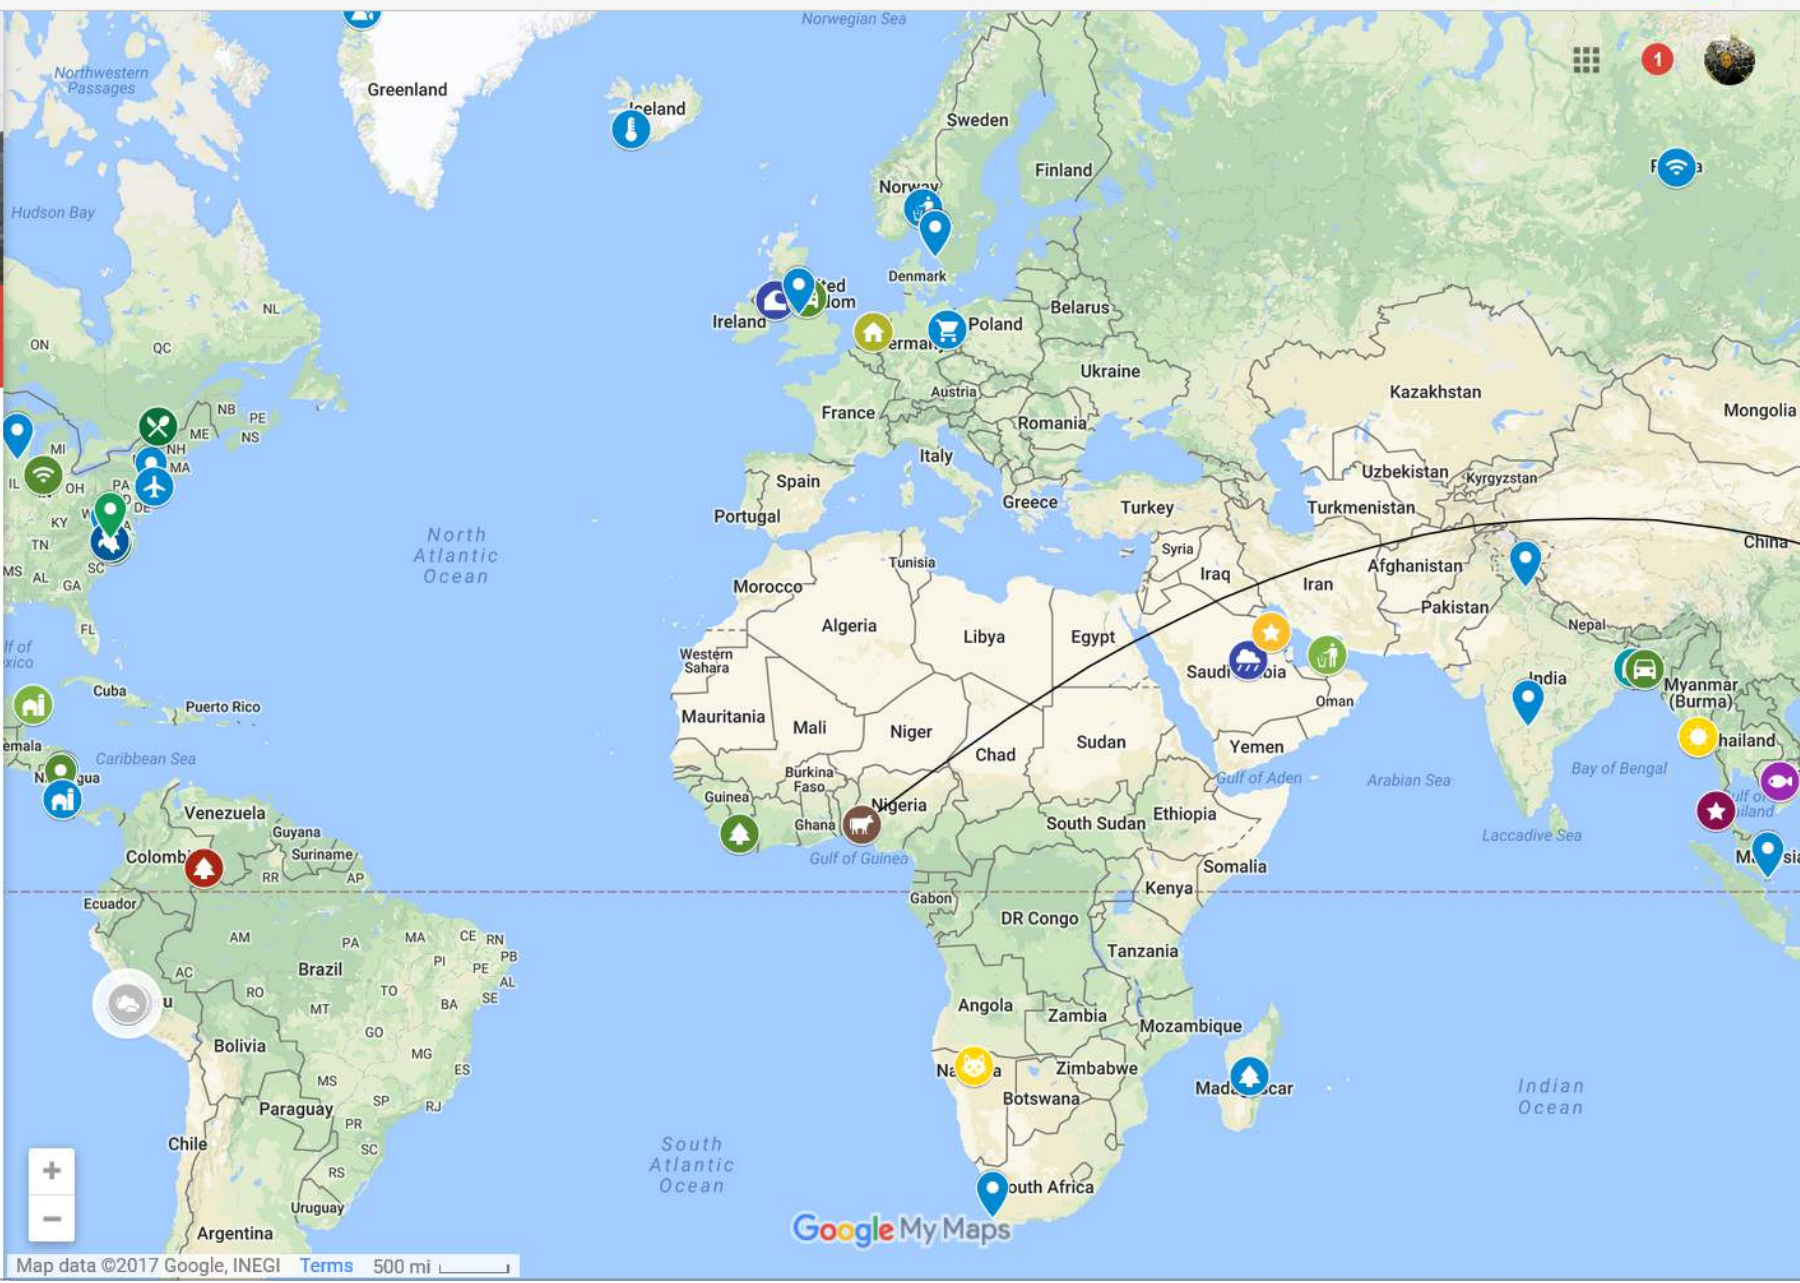 Norwegian Sea
Northwestern
Passages
Greenland
Iceland
1
Sweden
Finland
Norway
Hudson Bay
Denmark
Belarus
NL
Ireland
Poland
ON
QC
Ukraine
Austria
Kazakhstan
France
Romania
Mongolia
NB
PE
ME
NS
MI
NH
MA
Italy
Uzbekistan
Kyrgyzstan
Spain
IL
OH
PA
Greece
Turkey
Turkmenistan
DE
Portugal
KY
North
Atlantic
Ocean
TN
China
Syria
Tunisia
Iraq
Afghanistan
SC
MS
AL
GA
Morocco
Iran
Pakistan
Algeria
Libya
Egypt
Nepal
FL
Western
Sahara
India
Myanmar
(Burma)
Cuba
Oman
Puerto Rico
Mauritania
Mali
Niger
Chad
Sudan
Yemen
Caribbean Sea
Bay of Bengal
Gulf of Aden
Arabian Sea
Burkina
Faso
Guinea
Nigeria
Venezuela
Ghana
South Sudan
Ethiopia
Guyana
Laccadive Sea
Suriname
Gulf of Guinea
Somalia
RR
AP
Kenya
Ecuador
Gabon
DR Congo
AM
PA
MA
CE
RN
PB
PI
PE
Tanzania
AC
Brazil
AL
RO
TO
BA
SE
MT
Angola
Zambia
GO
Mozambique
Bolivia
MG
ES
Zimbabwe
MS
Botswana
Indian
Ocean
SP
RJ
Paraguay
PR
Chile
SC
South
Atlantic
Ocean
RS
Uruguay
Argentina
Google My Maps
Map data ©2017 Google, INEGI Terms 500 mi